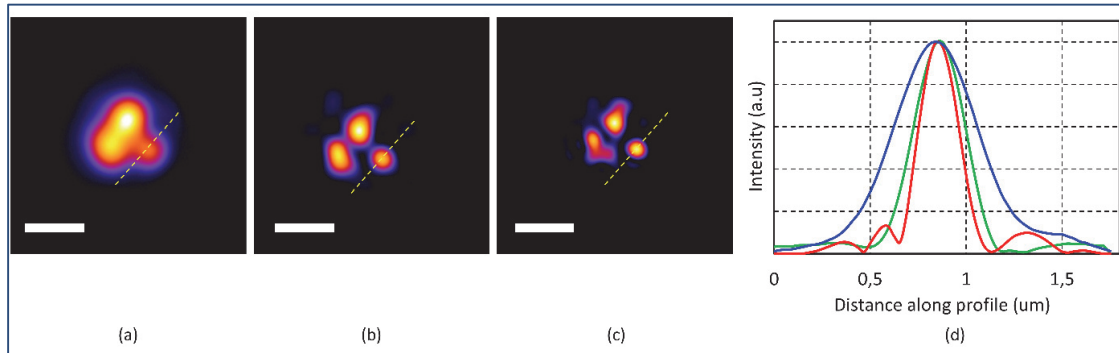 Intensity (a.u)
0
0,5
1
1,5
Distance along profile (um)
(a)
(b)
(c)
(d)